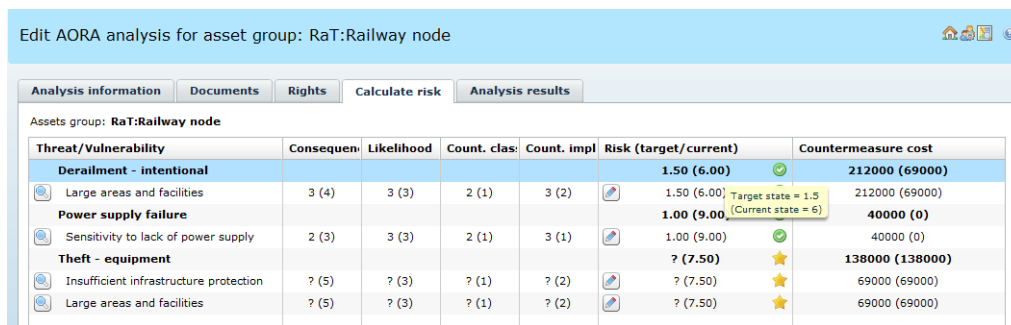 Edit AORA analysis for asset group: RaT:Railway node
Analysis information Documents Rights Calculate risk Analysis results
Assets group: RaT:Railway node
Threat/Vulnerability Consequen Likelihood Count. clas Count. impl Risk (target/current) Countermeasure cost
Derailment - intentional 1.50 (6.00) 212000 (69000)
Large areas and facilities 3 (4) 3 (3) 2 (1) 3 (2) 1.50 (6.00) 212000 (69000)
Target state = 1.5
(Current state = 6)
Power supply failure 1.00 (9.00) 40000 (0)
Sensitivity to lack of power supply 2 (3) 3 (3) 2 (1) 3 (1) 1.00 (9.00) 40000 (0)
Theft - equipment ? (7.50) 138000 (138000)
Insufficient infrastructure protection ? (5) ? (3) ? (1) ? (2) ? (7.50) 69000 (69000)
Large areas and facilities ? (5) ? (3) ? (1) ? (2) ? (7.50) 69000 (69000)